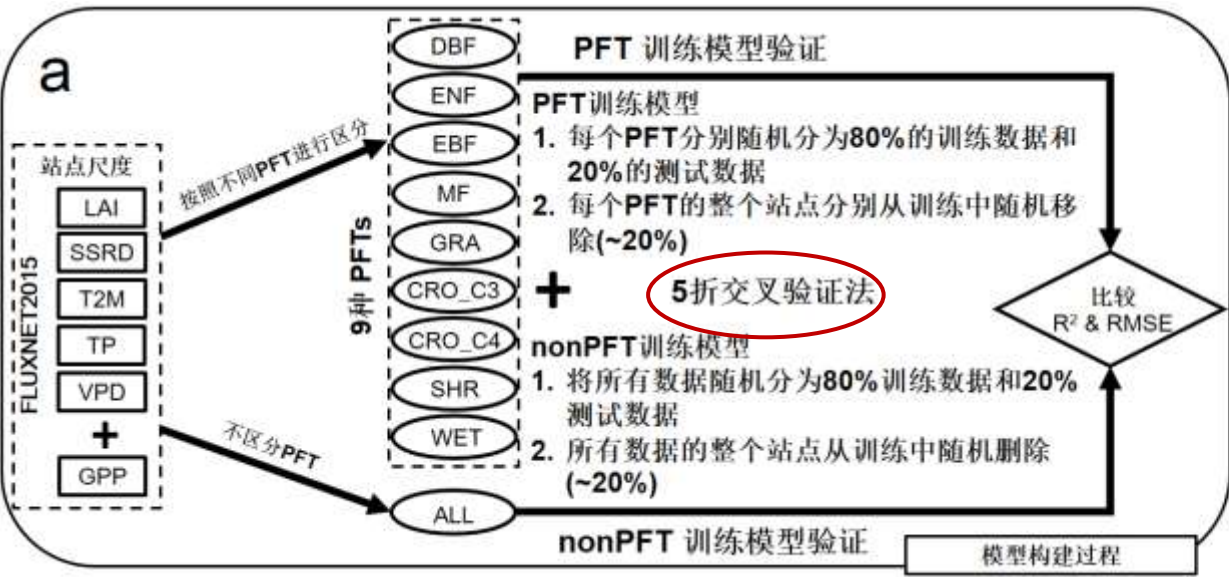 a
站点尺度
FLUXNET2015
LAI
SSRD
T2M
TP
VPD
+
GPP
按照不同PFT进行区分
不区分PFT
9种 PFTs
DBF
ENF
EBF
MF
GRA
CRO_C3
CRO_C4
SHR
WET
ALL
PFT 训练模型验证
PFT训练模型
1. 每个PFT分别随机分为80%的训练数据和
20%的测试数据
2. 每个PFT的整个站点分别从训练中随机移
除(~20%)
+ 5折交叉验证法
nonPFT训练模型
1. 将所有数据随机分为80%训练数据和20%
测试数据
2. 所有数据的整个站点从训练中随机删除
(~20%)
nonPFT 训练模型验证
比较
R² & RMSE
模型构建过程